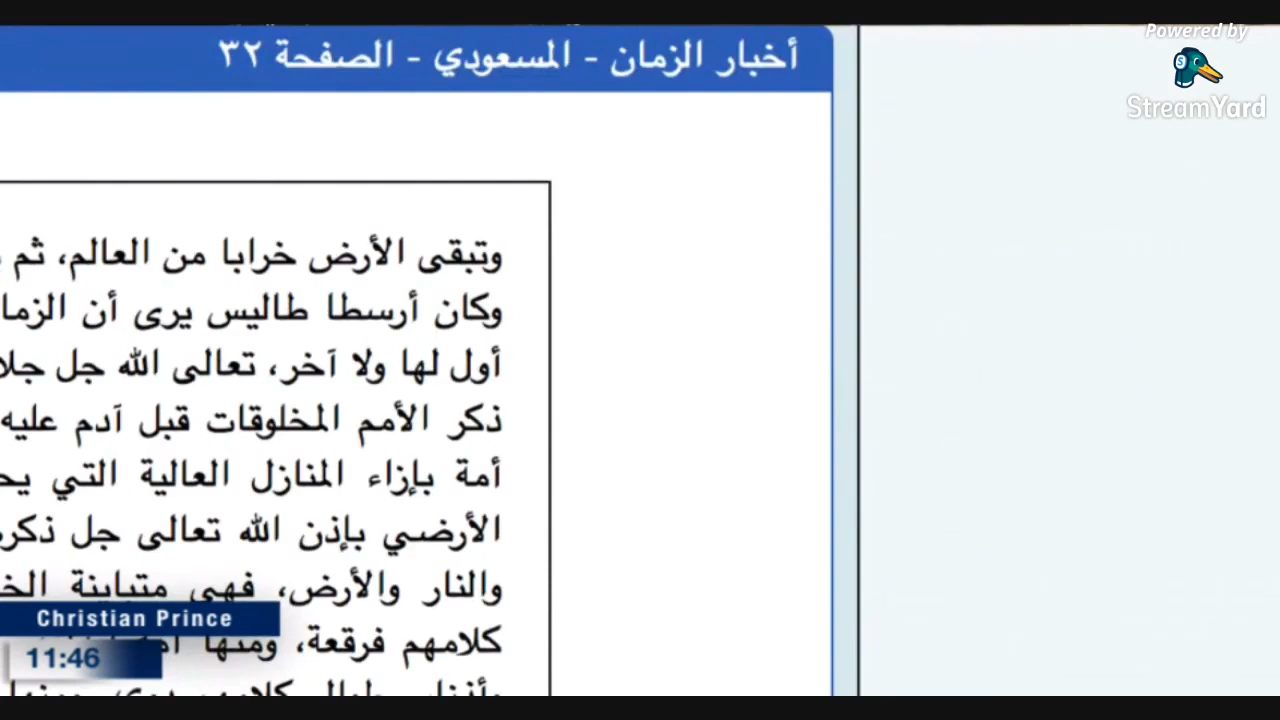 Powered by
StreamYard
أخبار الزمان - المسعودي - الصفحة ٣٢
وتبقى الأرض خرابا من العالم، ثم
وكان أرسطا طاليس يرى أن الزما
أول لها ولا آخر، تعالى الله جل جلا
ذكر الأمم المخلوقات قبل آدم عليه
أمة بإزاء المنازل العالية التي يح
الأرضي بإذن الله تعالى جل ذكر
والنار والأرض، فهي متباينة الخ
كلامهم فرقعة، ومنها
Christian Prince
11:46